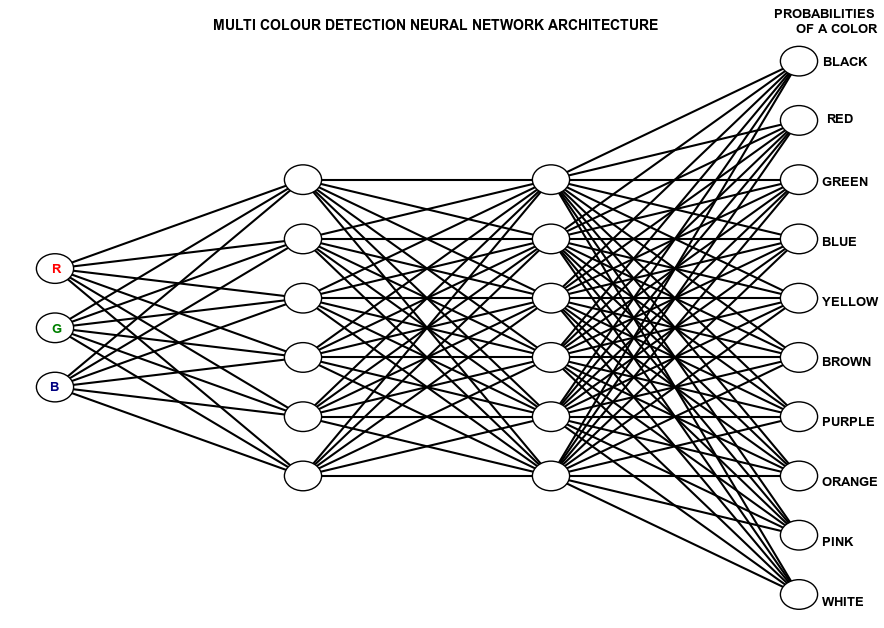 MULTI COLOUR DETECTION NEURAL NETWORK ARCHITECTURE
PROBABILITIES
OF A COLOR
BLACK
RED
GREEN
BLUE
YELLOW
BROWN
PURPLE
ORANGE
PINK
WHITE
R
G
B